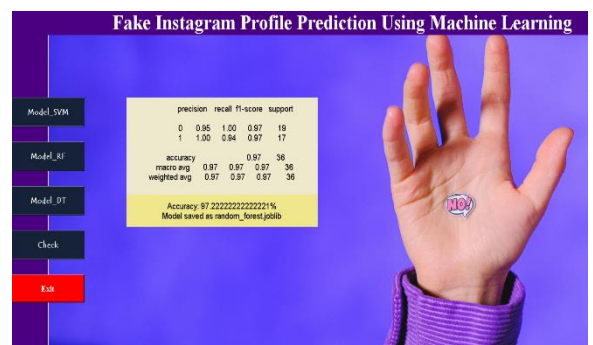 Fake Instagram Profile Prediction Using Machine Learning
Model_SVM
Model_RF
Model_DT
Check
Exit
precision recall f1-score support
0 0.95 1.00 0.97 19
1 1.00 0.94 0.97 17
accuracy 0.97 36
macro avg 0.97 0.97 0.97 36
weighted avg 0.97 0.97 0.97 36
Accuracy: 97.22222222222221%
Model saved as random_forest.joblib
NO!